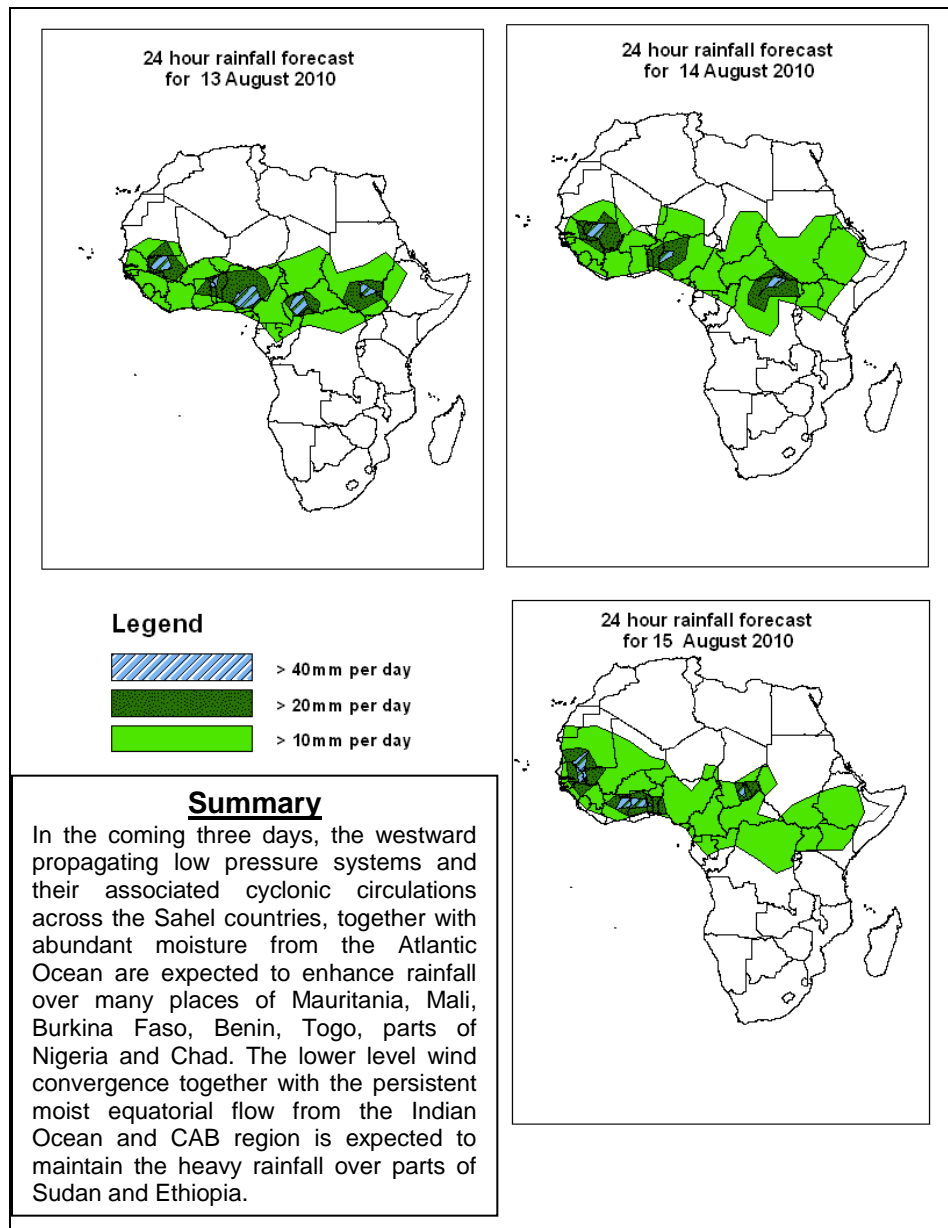 24 hour rainfall forecast
for 13 August 2010
24 hour rainfall forecast
for 14 August 2010
Legend
> 40mm per day
> 20mm per day
> 10mm per day
24 hour rainfall forecast
for 15 August 2010
Summary
In the coming three days, the westward
propagating low pressure systems and
their associated cyclonic circulations
across the Sahel countries, together with
abundant moisture from the Atlantic
Ocean are expected to enhance rainfall
over many places of Mauritania, Mali,
Burkina Faso, Benin, Togo, parts of
Nigeria and Chad. The lower level wind
convergence together with the persistent
moist equatorial flow from the Indian
Ocean and CAB region is expected to
maintain the heavy rainfall over parts of
Sudan and Ethiopia.